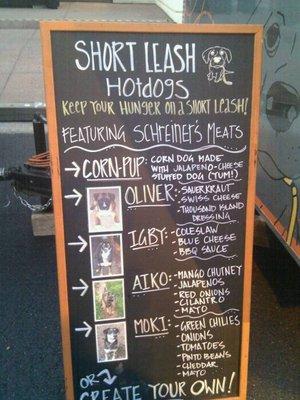 SHORT LEASH
HOTDOGS
KEEP YOUR HUNGER ON A SHORT LEASH!
FEATURING SCHREINER'S MEATS
→ CORN-PUP: CORN DOG MADE
WITH JALAPENO-CHEESE
STUFFED DOG (YUM!)
→ OLIVER: -SAUERKRAUT
-SWISS CHEESE
-THOUSAND ISLAND
DRESSING
→ IGBY: -COLESLAW
-BLUE CHEESE
-BBQ SAUCE
→ AIKO: -MANGO CHUTNEY
-JALAPENOS
-RED ONIONS
-CILANTRO
-MAYO
→ MOKI: -GREEN CHILIES
-ONIONS
-TOMATOES
-PINTO BEANS
-CHEDDAR
-MAYO
OR
CREATE YOUR OWN!